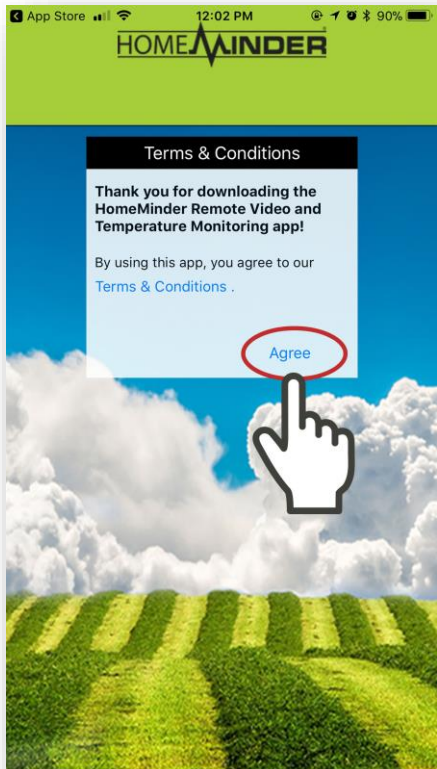 App Store 12:02 PM 90%
HOMEMINDER
Terms & Conditions
Thank you for downloading the
HomeMinder Remote Video and
Temperature Monitoring app!
By using this app, you agree to our
Terms & Conditions .
Agree